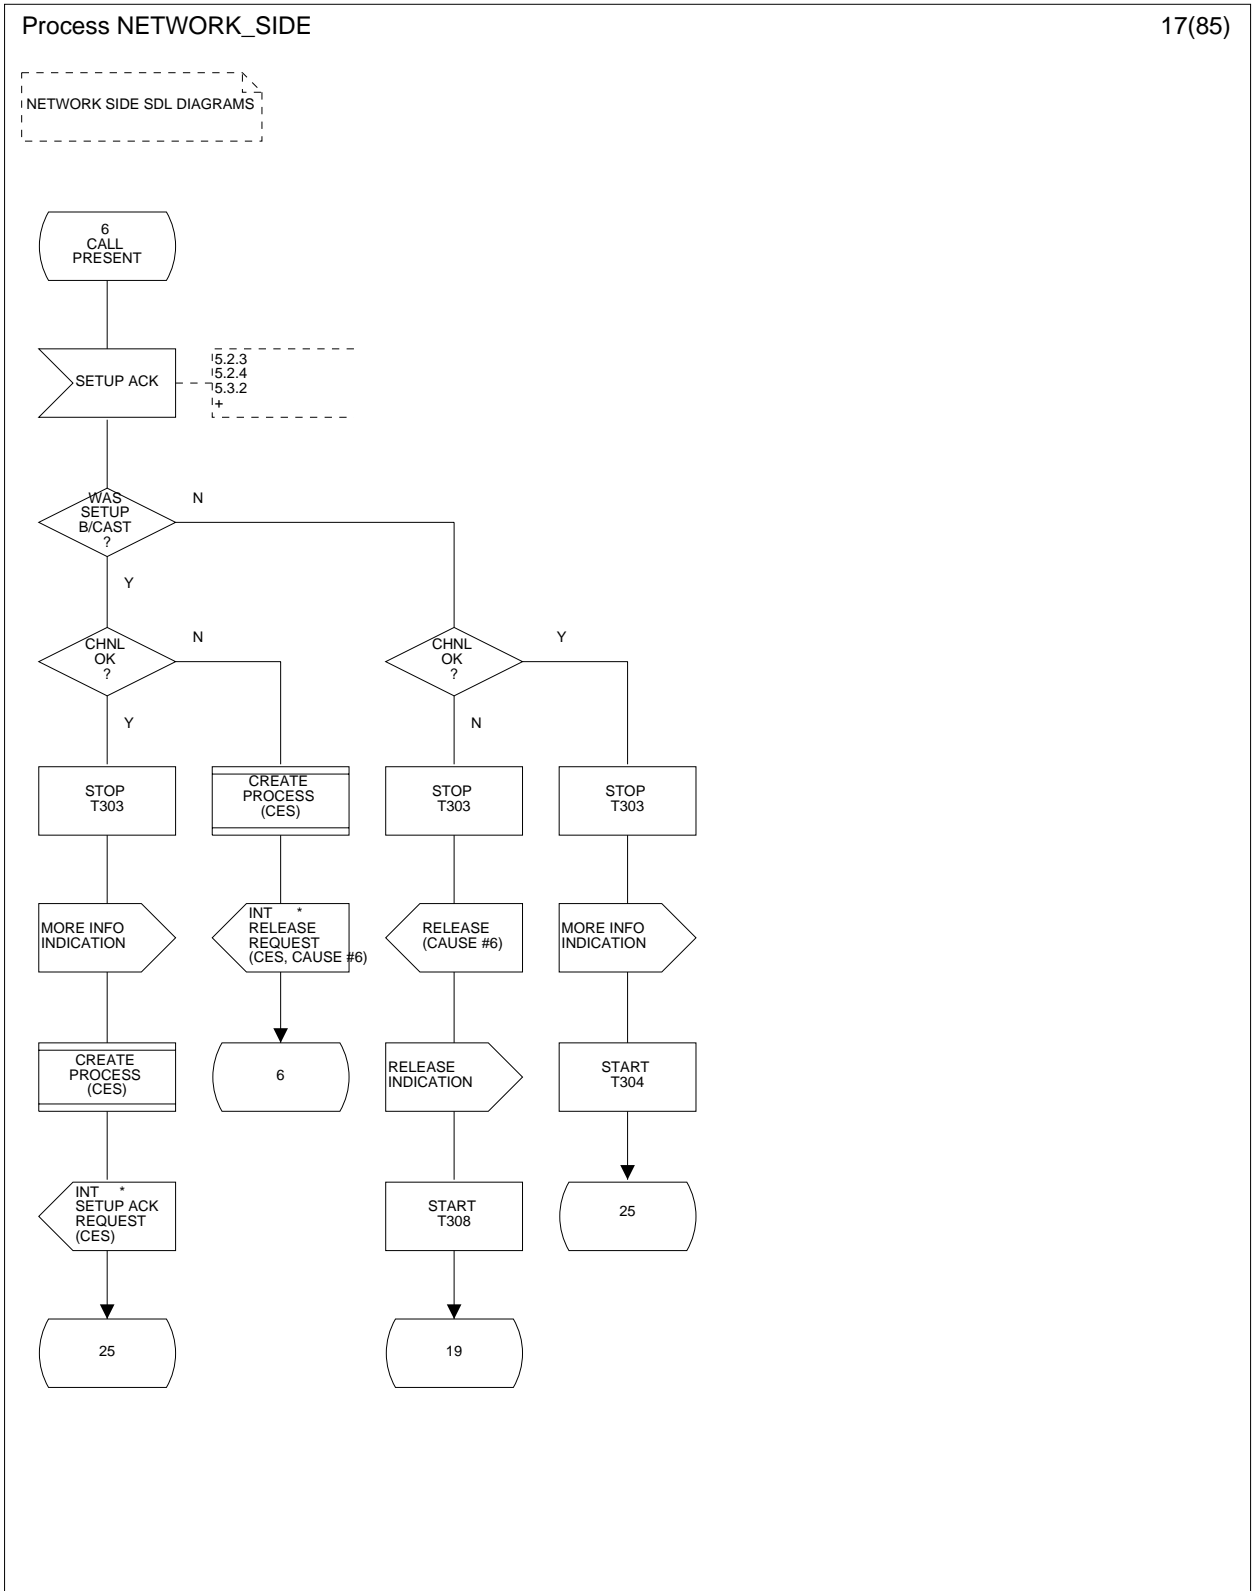 Process NETWORK_SIDE
17(85)
NETWORK SIDE SDL DIAGRAMS
6
CALL
PRESENT
SETUP ACK
5.2.3
5.2.4
5.3.2
+
WAS
SETUP
B/CAST
?
N
Y
CHNL
OK
?
N
Y
CHNL
OK
?
Y
N
STOP
T303
CREATE
PROCESS
(CES)
STOP
T303
STOP
T303
MORE INFO
INDICATION
INT *
RELEASE
REQUEST
(CES, CAUSE #6)
RELEASE
(CAUSE #6)
MORE INFO
INDICATION
CREATE
PROCESS
(CES)
6
RELEASE
INDICATION
START
T304
INT *
SETUP ACK
REQUEST
(CES)
START
T308
25
25
19